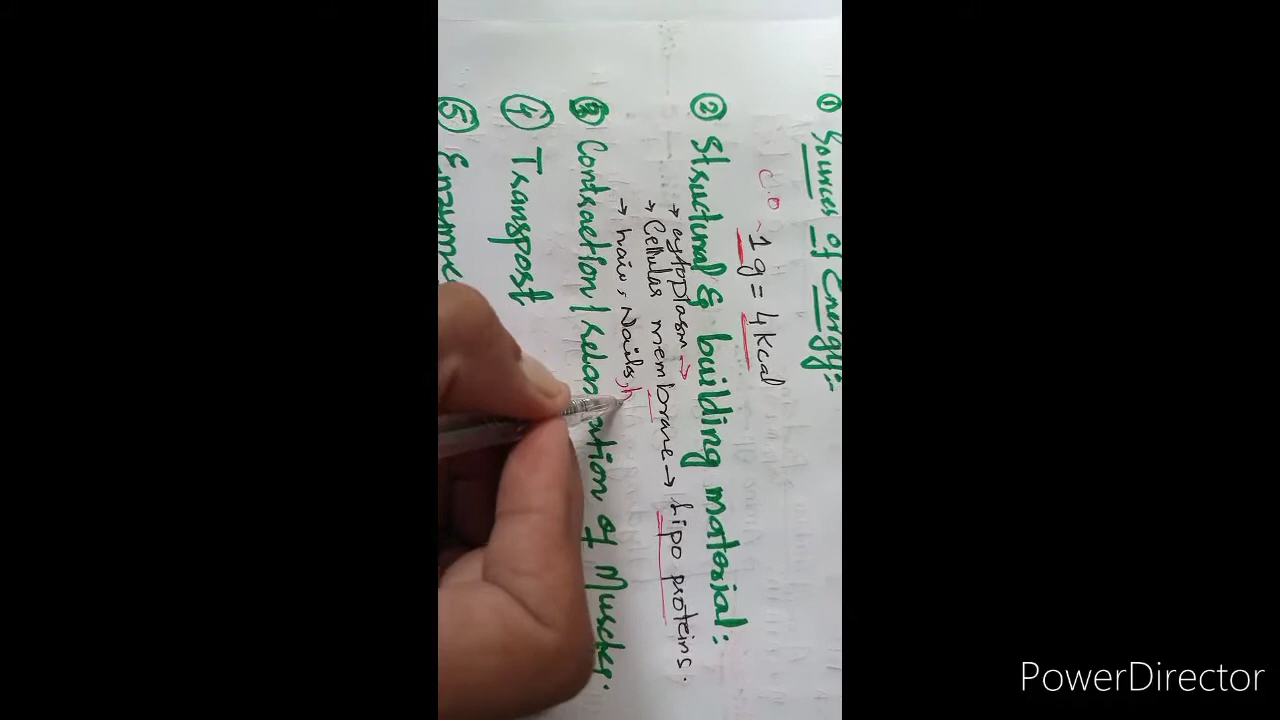 ① Sources of Energy:-
1g = 4kcal
② Structural & building material:
→ cytoplasm →
→ Cellular membrane → Lipo proteins.
→ hair, Nails, h
③ Contraction / relaxation of Muscles.
④ Transport
⑤ Enzyme
PowerDirector